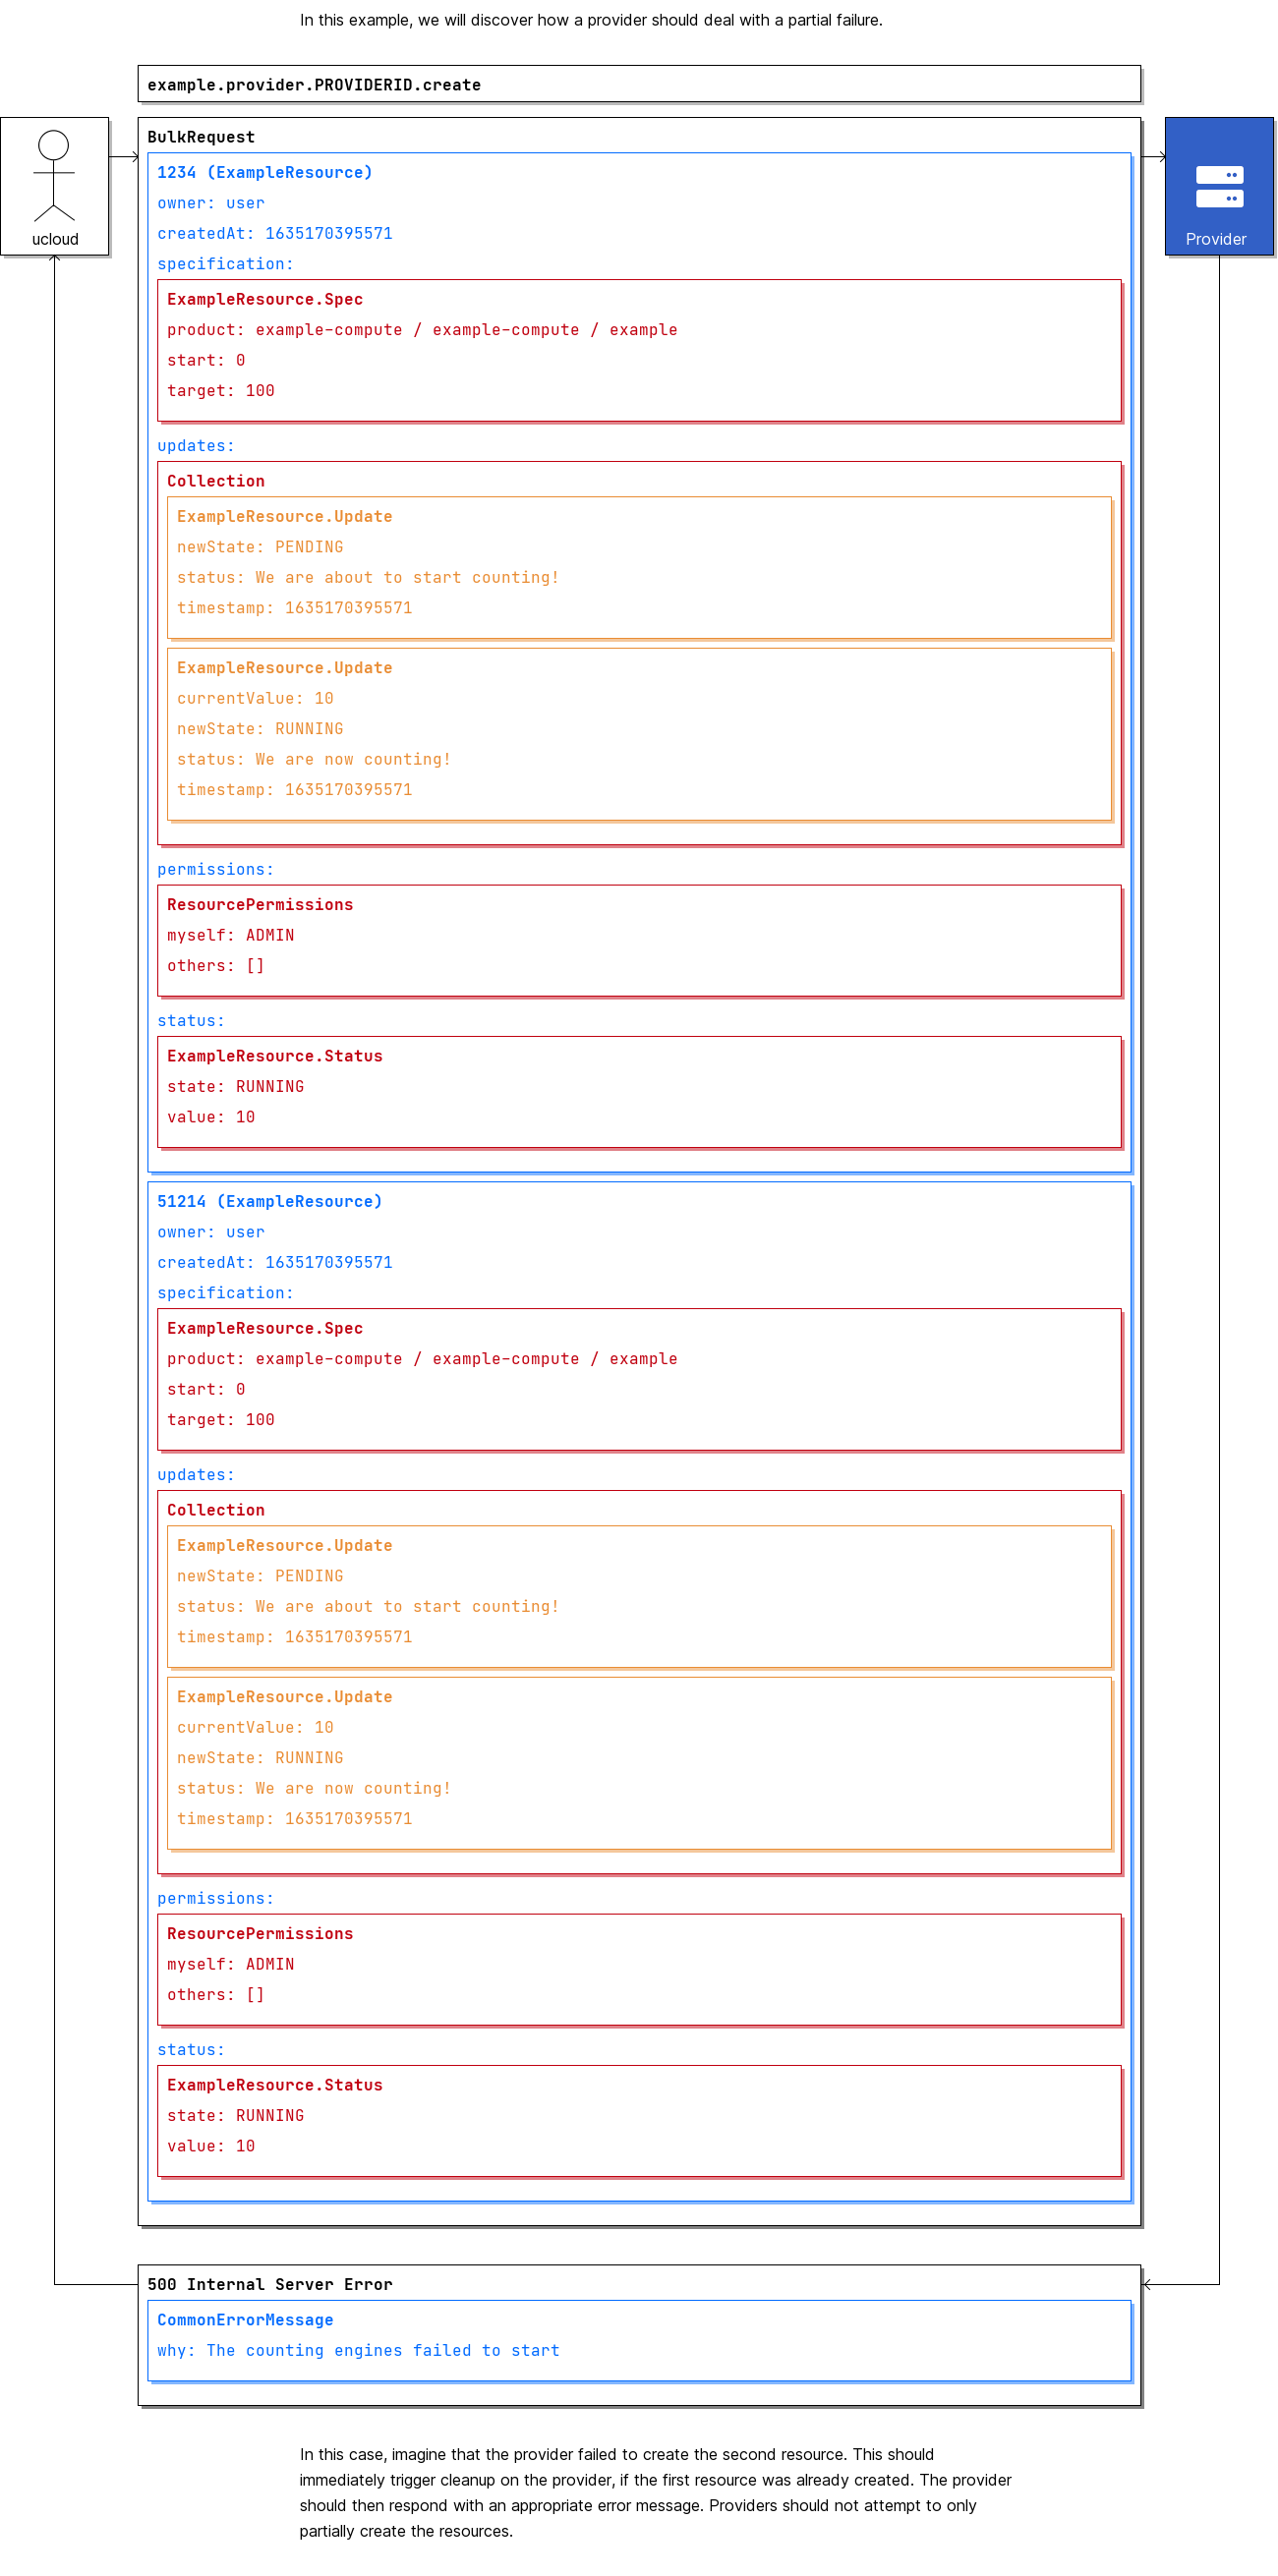 In this example, we will discover how a provider should deal with a partial failure.
example.provider.PROVIDERID.create
BulkRequest
1234 (ExampleResource)
owner: user
createdAt: 1635170395571
specification:
ExampleResource.Spec
product: example-compute / example-compute / example
start: 0
target: 100
updates:
Collection
ExampleResource.Update
newState: PENDING
status: We are about to start counting!
timestamp: 1635170395571
ExampleResource.Update
currentValue: 10
newState: RUNNING
status: We are now counting!
timestamp: 1635170395571
permissions:
ResourcePermissions
myself: ADMIN
others: []
status:
ExampleResource.Status
state: RUNNING
value: 10
51214 (ExampleResource)
owner: user
createdAt: 1635170395571
specification:
ExampleResource.Spec
product: example-compute / example-compute / example
start: 0
target: 100
updates:
Collection
ExampleResource.Update
newState: PENDING
status: We are about to start counting!
timestamp: 1635170395571
ExampleResource.Update
currentValue: 10
newState: RUNNING
status: We are now counting!
timestamp: 1635170395571
permissions:
ResourcePermissions
myself: ADMIN
others: []
status:
ExampleResource.Status
state: RUNNING
value: 10
ucloud
Provider
500 Internal Server Error
CommonErrorMessage
why: The counting engines failed to start
In this case, imagine that the provider failed to create the second resource. This should
immediately trigger cleanup on the provider, if the first resource was already created. The provider
should then respond with an appropriate error message. Providers should not attempt to only
partially create the resources.